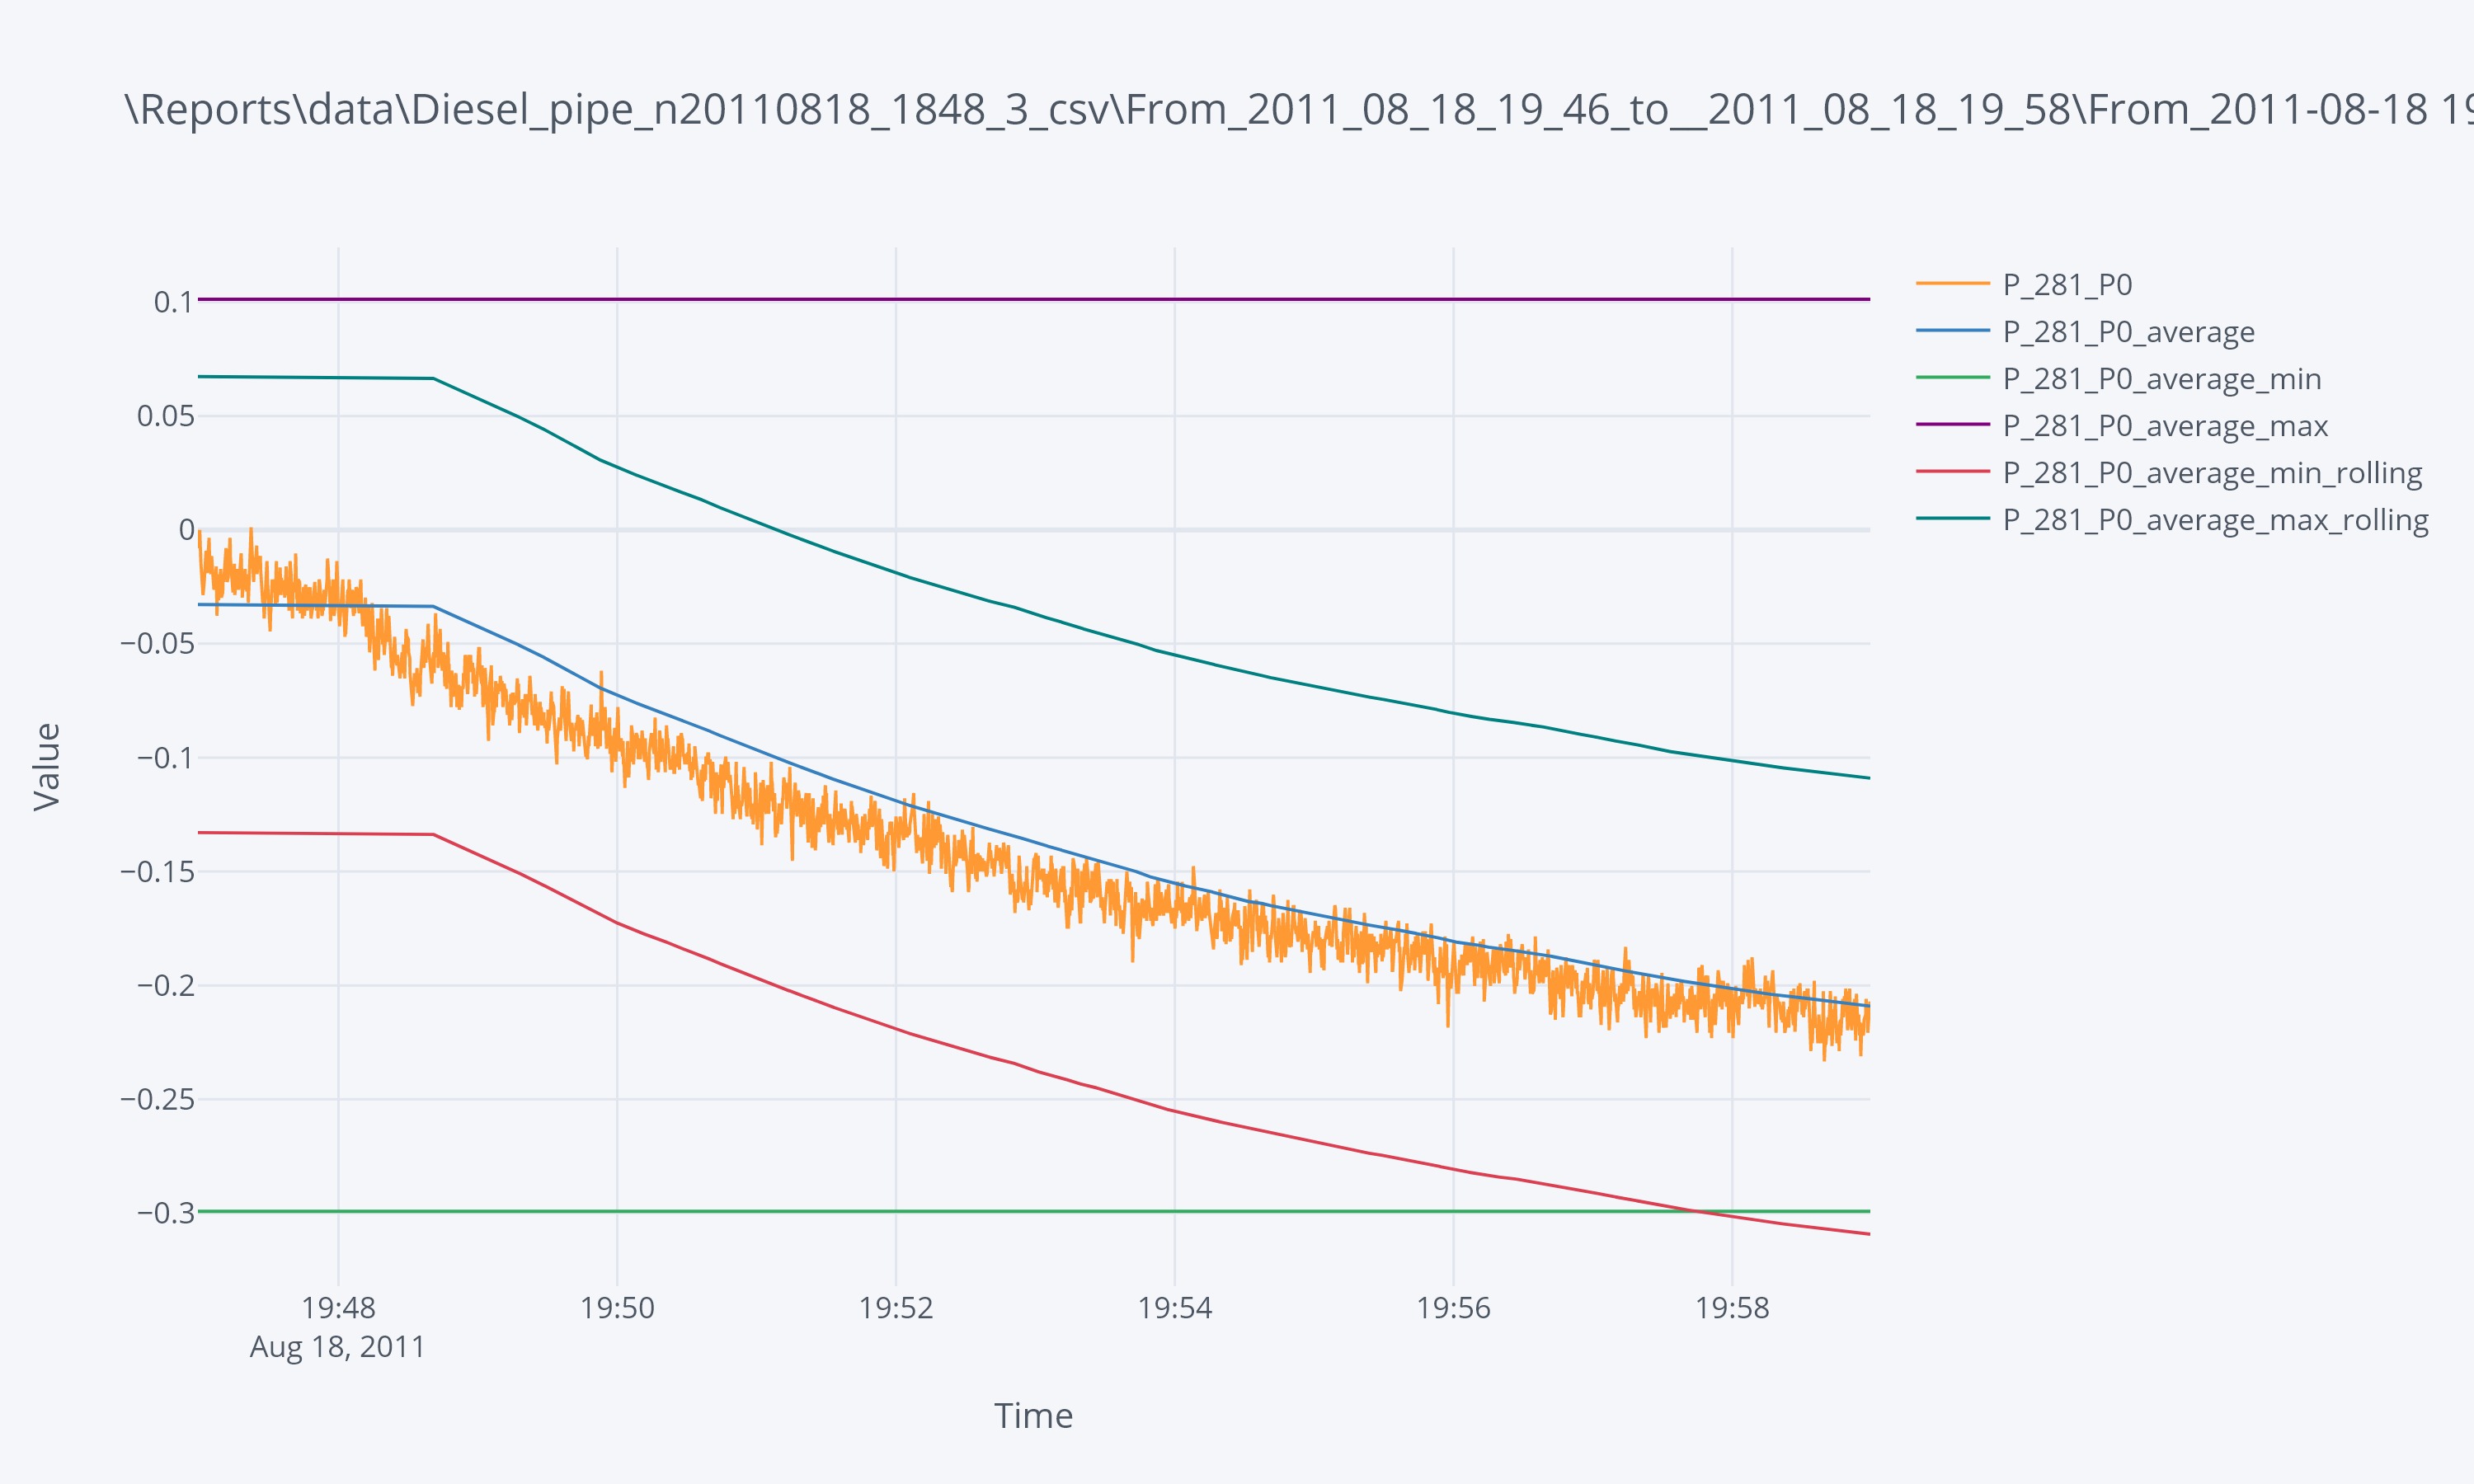 \Reports\data\Diesel_pipe_n20110818_1848_3_csv\From_2011_08_18_19_46_to__2011_08_18_19_58\From_2011-08-18 19
0.1
0.05
0
−0.05
−0.1
−0.15
−0.2
−0.25
−0.3
Value
19:48
Aug 18, 2011
19:50
19:52
19:54
19:56
19:58
Time
P_281_P0
P_281_P0_average
P_281_P0_average_min
P_281_P0_average_max
P_281_P0_average_min_rolling
P_281_P0_average_max_rolling